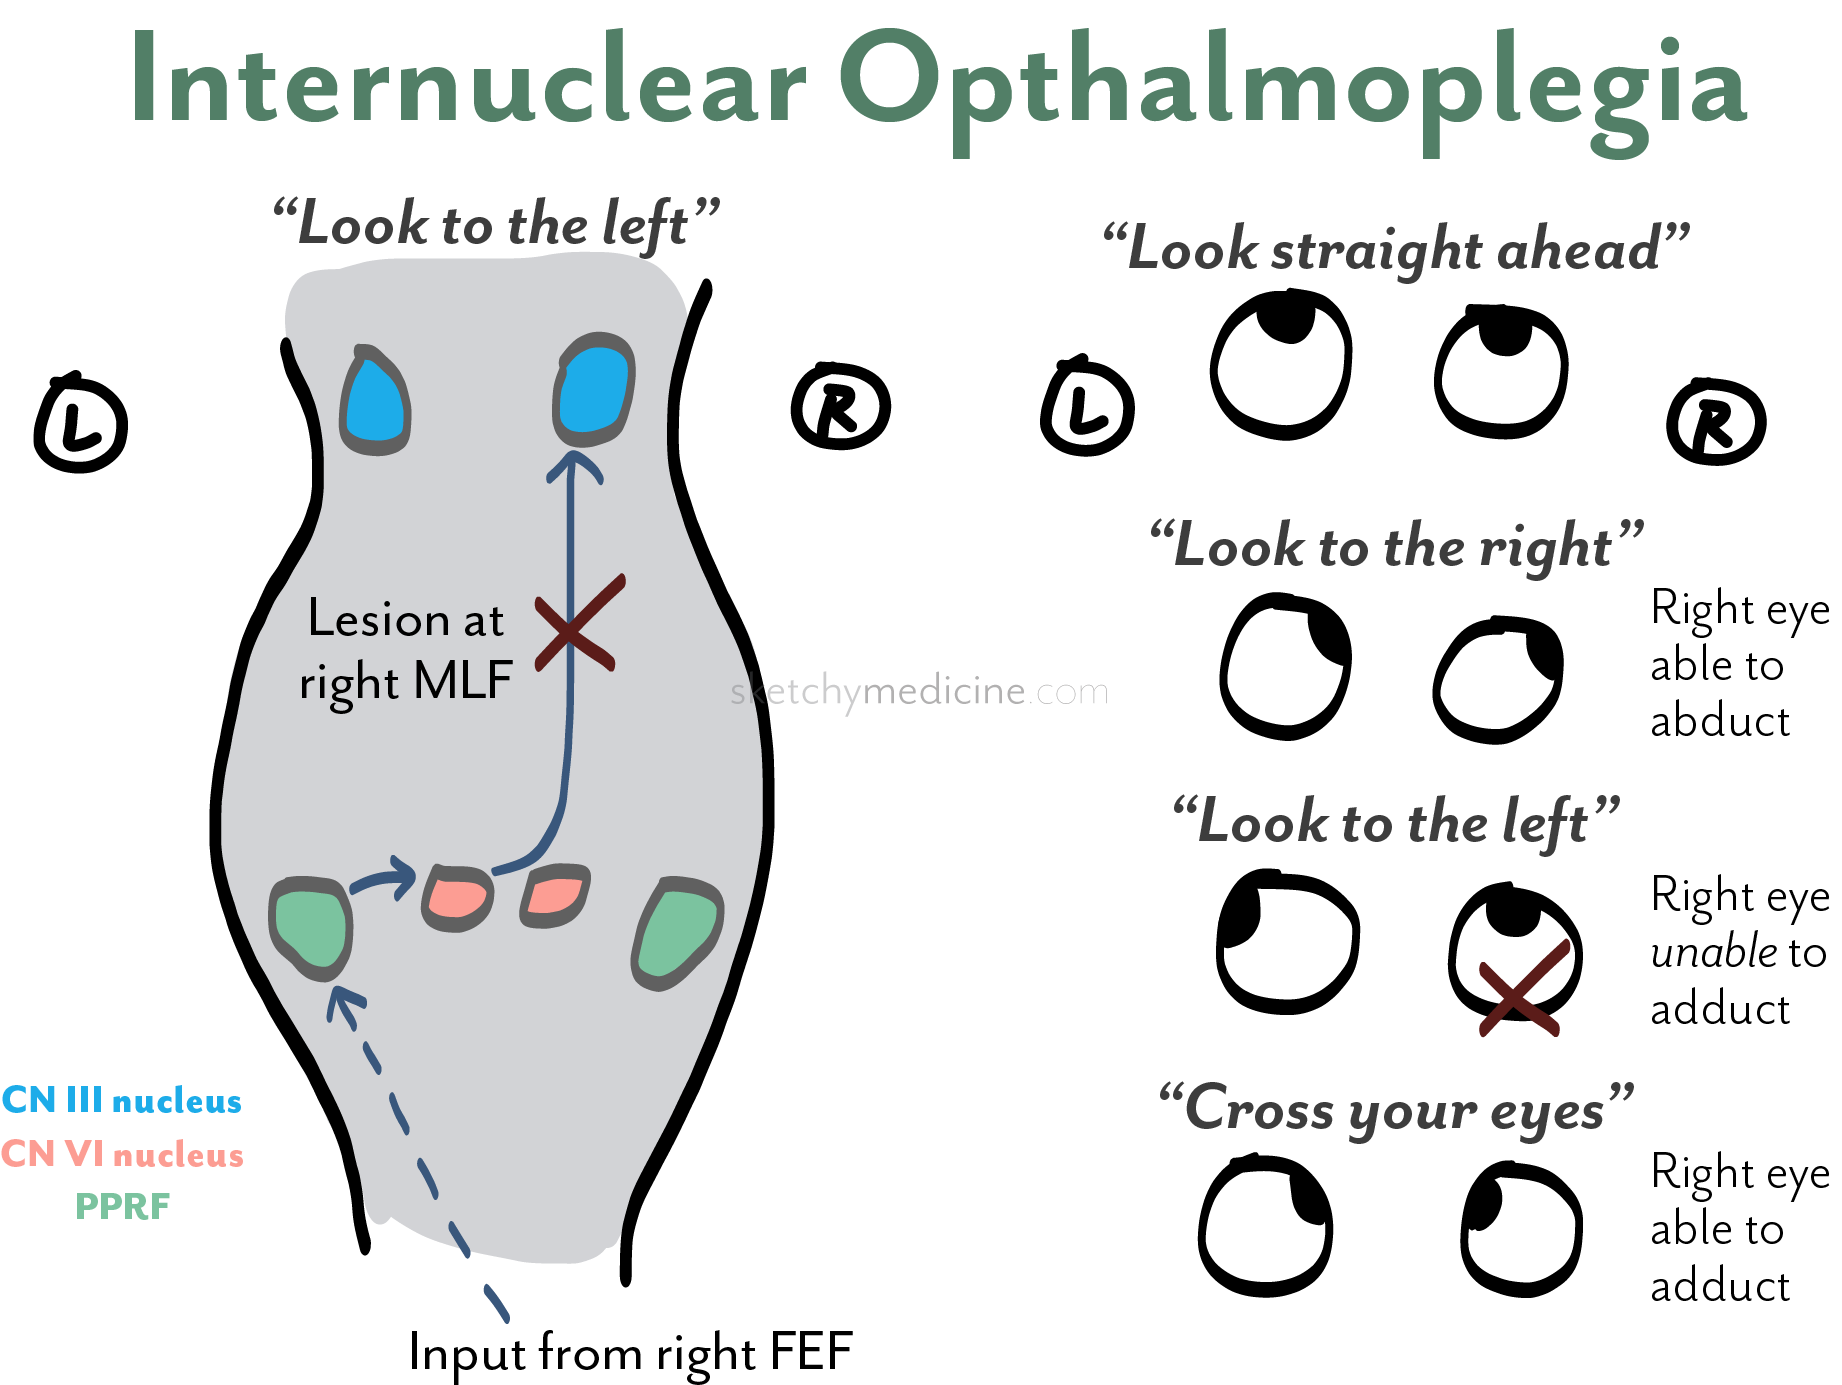 Internuclear Opthalmoplegia
“Look to the left”
L
R
Lesion at
right MLF
CN III nucleus
CN VI nucleus
PPRF
Input from right FEF
sketchymedicine.com
“Look straight ahead”
L
R
“Look to the right”
Right eye
able to
abduct
“Look to the left”
Right eye
unable to
adduct
“Cross your eyes”
Right eye
able to
adduct